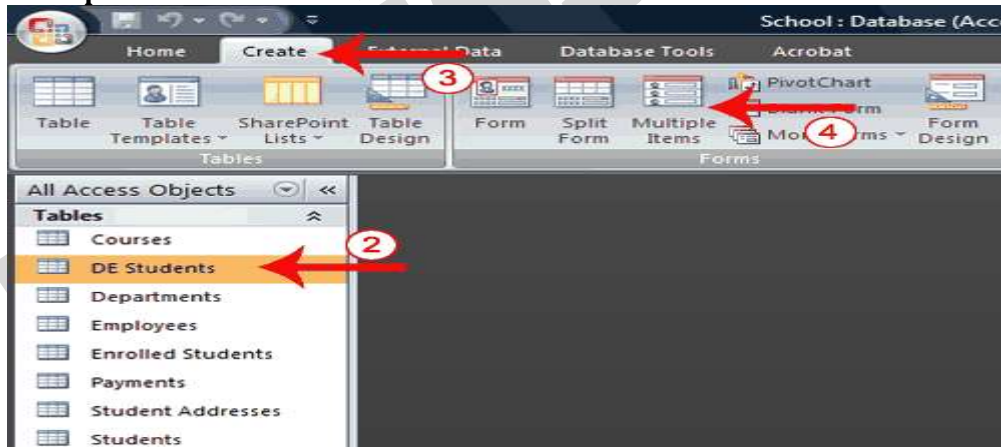 School : Database (Acc
Home Create External Data Database Tools Acrobat
3
PivotChart
Table Table Templates SharePoint Lists Table Design Form Split Form Multiple Items Form Design
4
Tables Forms
All Access Objects
Tables
Courses
2
DE Students
Departments
Employees
Enrolled Students
Payments
Student Addresses
Students